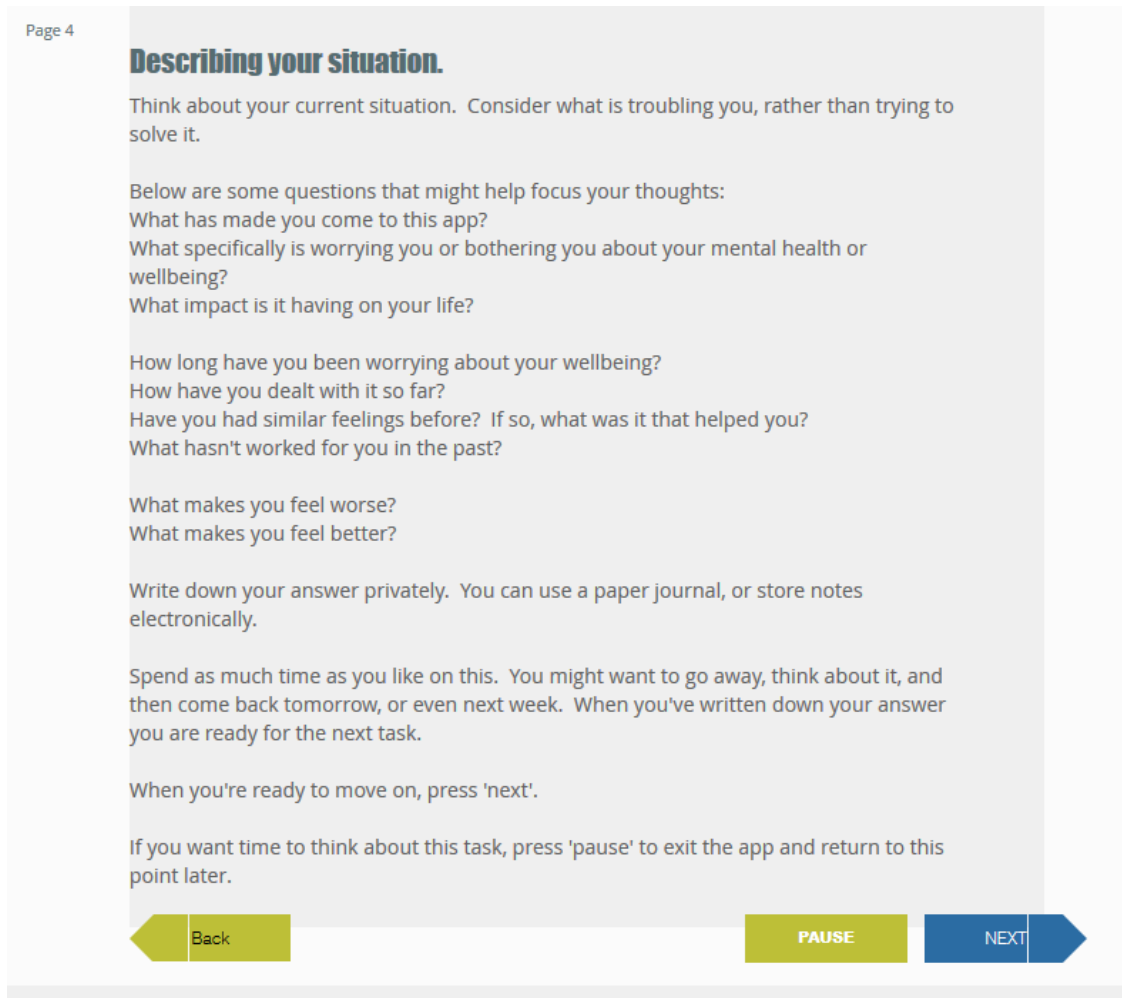 Page 4
Describing your situation.
Think about your current situation.  Consider what is troubling you, rather than trying to
solve it.
Below are some questions that might help focus your thoughts:
What has made you come to this app?
What specifically is worrying you or bothering you about your mental health or
wellbeing?
What impact is it having on your life?
How long have you been worrying about your wellbeing?
How have you dealt with it so far?
Have you had similar feelings before?  If so, what was it that helped you?
What hasn't worked for you in the past?
What makes you feel worse?
What makes you feel better?
Write down your answer privately.  You can use a paper journal, or store notes
electronically.
Spend as much time as you like on this.  You might want to go away, think about it, and
then come back tomorrow, or even next week.  When you've written down your answer
you are ready for the next task.
When you're ready to move on, press 'next'.
If you want time to think about this task, press 'pause' to exit the app and return to this
point later.
Back
PAUSE
NEXT